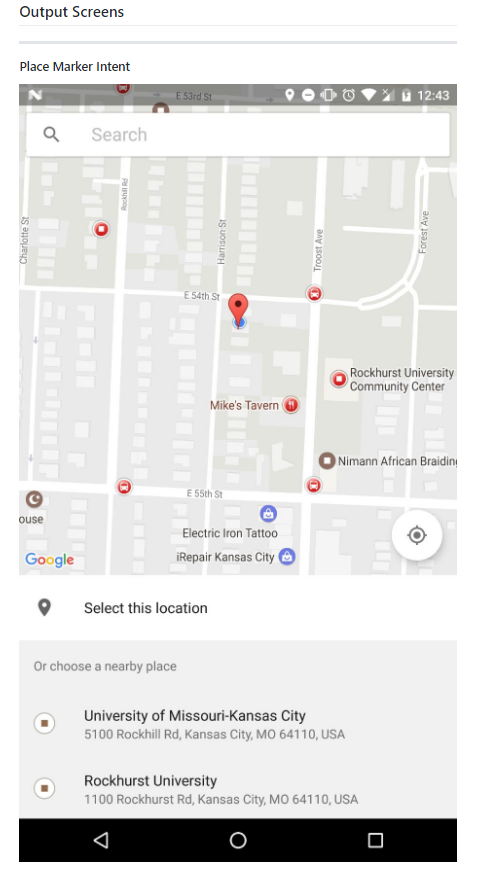 Output Screens
Place Marker Intent
12:43
E 53rd St
Search
Rockhill Rd
Charlotte St
Harrison St
Troost Ave
Forest Ave
E 54th St
Rockhurst University
Community Center
Mike's Tavern
Nimann African Braiding
E 55th St
ouse
Electric Iron Tattoo
iRepair Kansas City
Google
Select this location
Or choose a nearby place
University of Missouri-Kansas City
5100 Rockhill Rd, Kansas City, MO 64110, USA
Rockhurst University
1100 Rockhurst Rd, Kansas City, MO 64110, USA